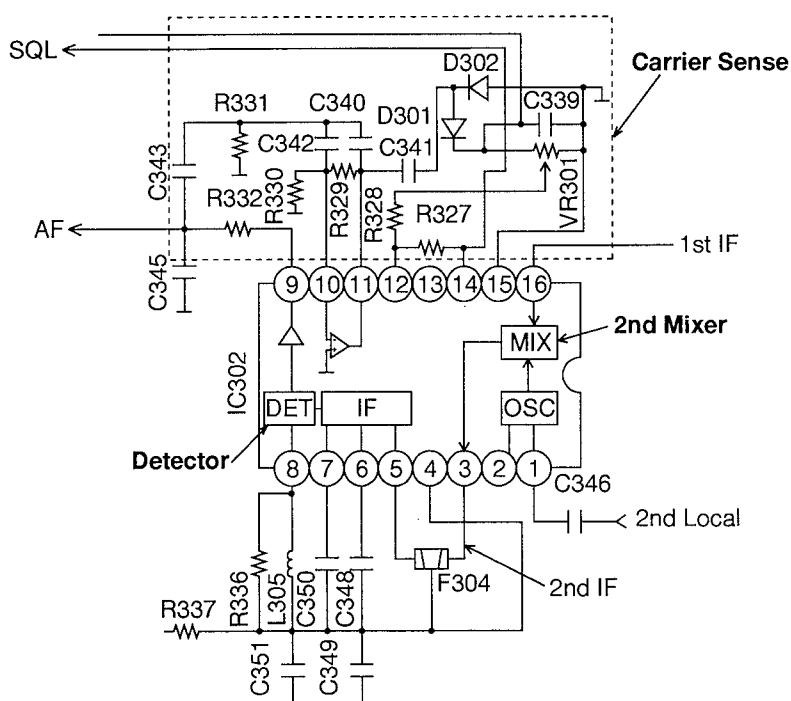 SQL
D302
Carrier Sense
R331
C340
D301
C339
C342
C341
C343
R332
R330
R329
R328
R327
VR301
AF
1st IF
C345
9
10
11
12
13
14
15
16
MIX
2nd Mixer
IC302
DET
IF
OSC
Detector
8
7
6
5
4
3
2
1
C346
2nd Local
R336
L305
C350
C348
F304
2nd IF
R337
C351
C349